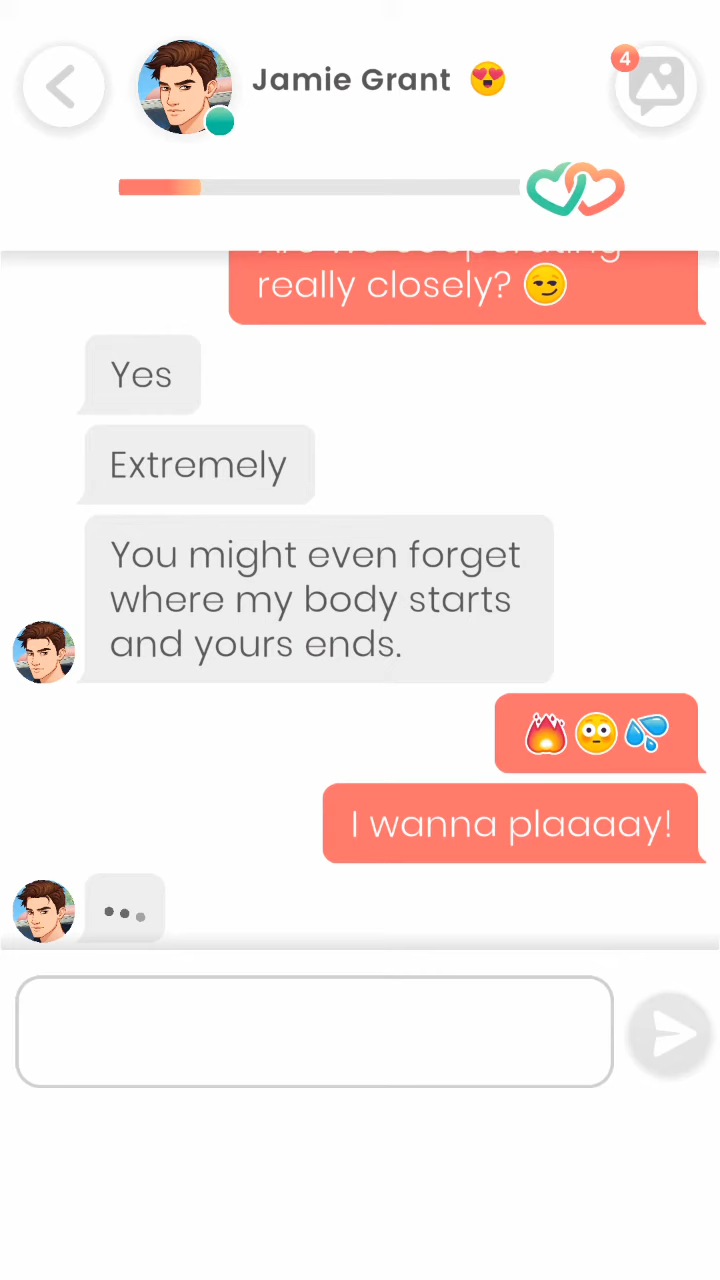 Jamie Grant 😍
4
really closely? 😏
Yes
Extremely
You might even forget
where my body starts
and yours ends.
🔥😳💦
I wanna plaaaay!